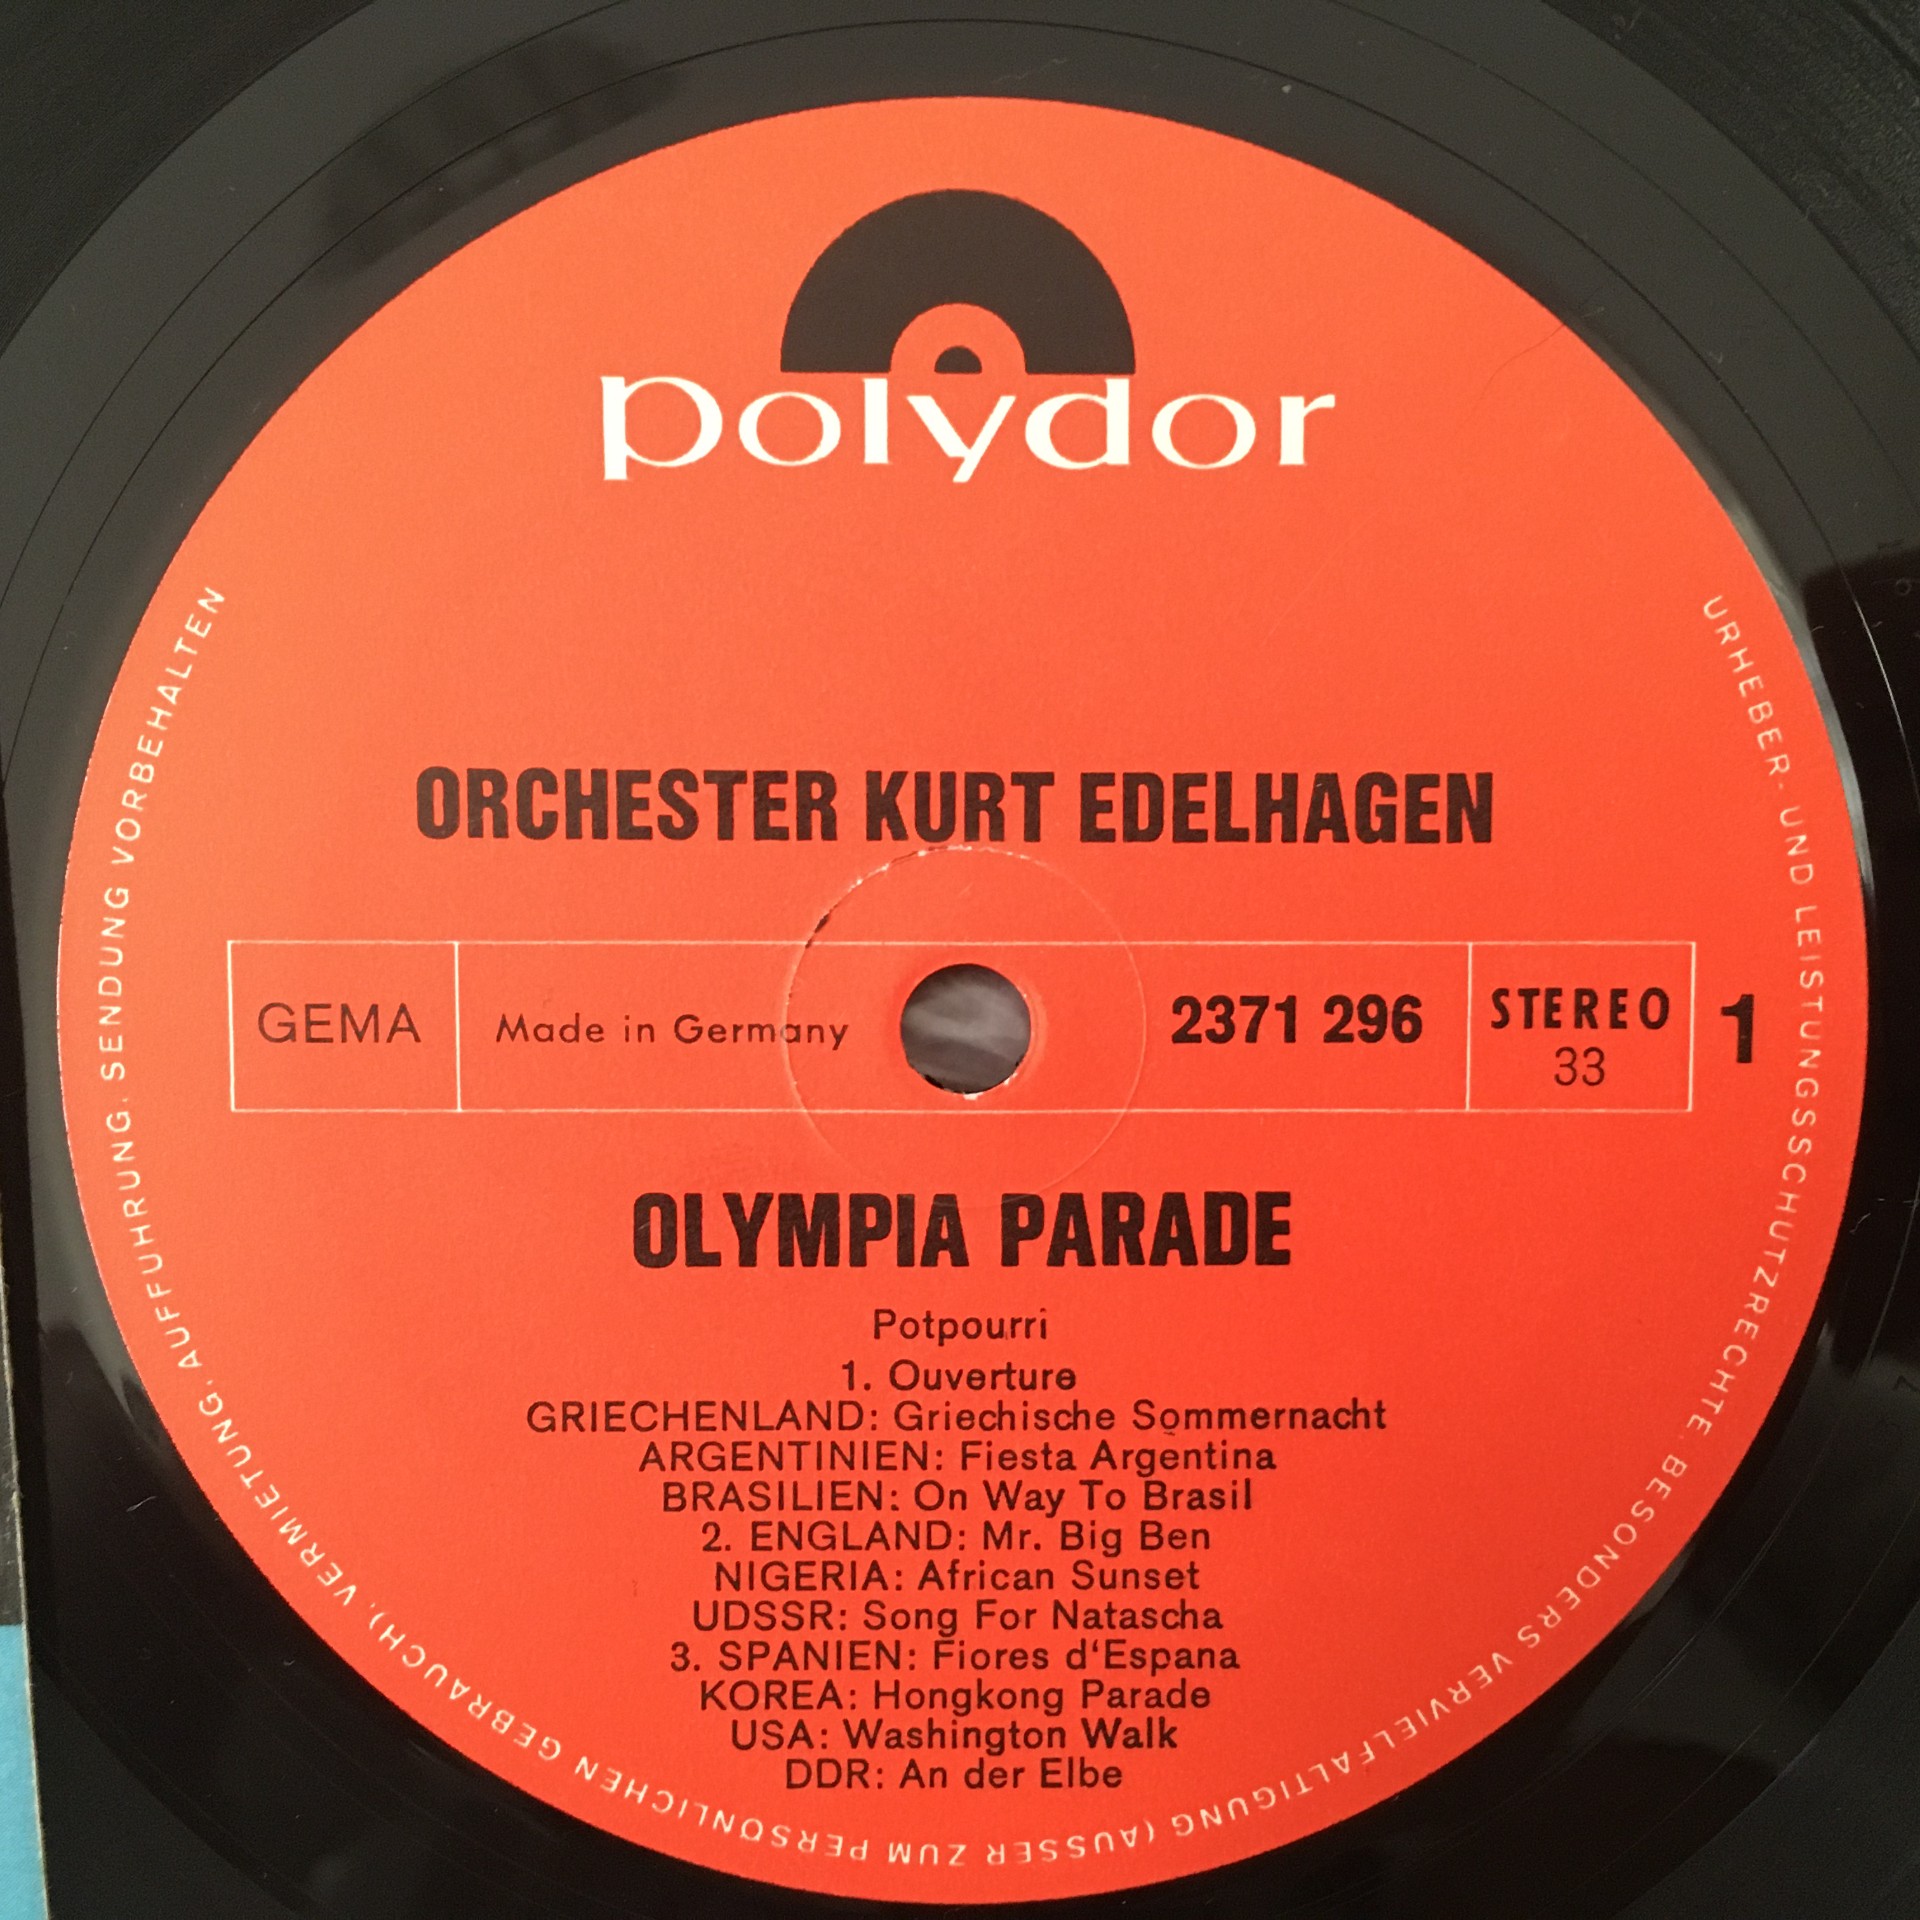 polydor
ORCHESTER KURT EDELHAGEN
GEMA
Made in Germany
2371 296
STEREO
33
1
OLYMPIA PARADE
Potpourri
1. Ouverture
GRIECHENLAND: Griechische Sommernacht
ARGENTINIEN: Fiesta Argentina
BRASILIEN: On Way To Brasil
2. ENGLAND: Mr. Big Ben
NIGERIA: African Sunset
UDSSR: Song For Natascha
3. SPANIEN: Fiores d'Espana
KOREA: Hongkong Parade
USA: Washington Walk
DDR: An der Elbe
URHEBER- UND LEISTUNGSSCHUTZRECHTE, BESONDERS VERVIELFÄLTIGUNG (AUSSER ZUM PERSÖNLICHEN GEBRAUCH), VERMIETUNG, AUFFÜHRUNG, SENDUNG VORBEHALTEN